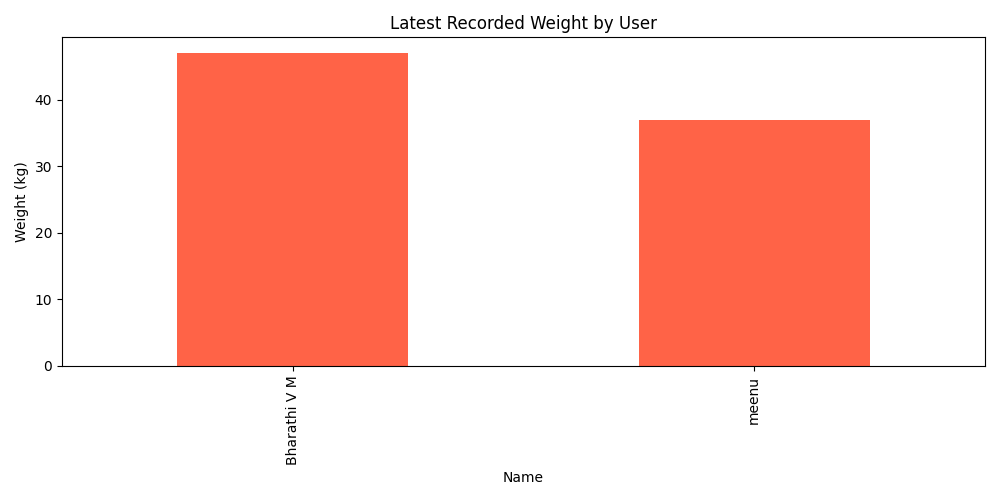 Latest Recorded Weight by User
Weight (kg)
40
30
20
10
0
Bharathi V M
meenu
Name